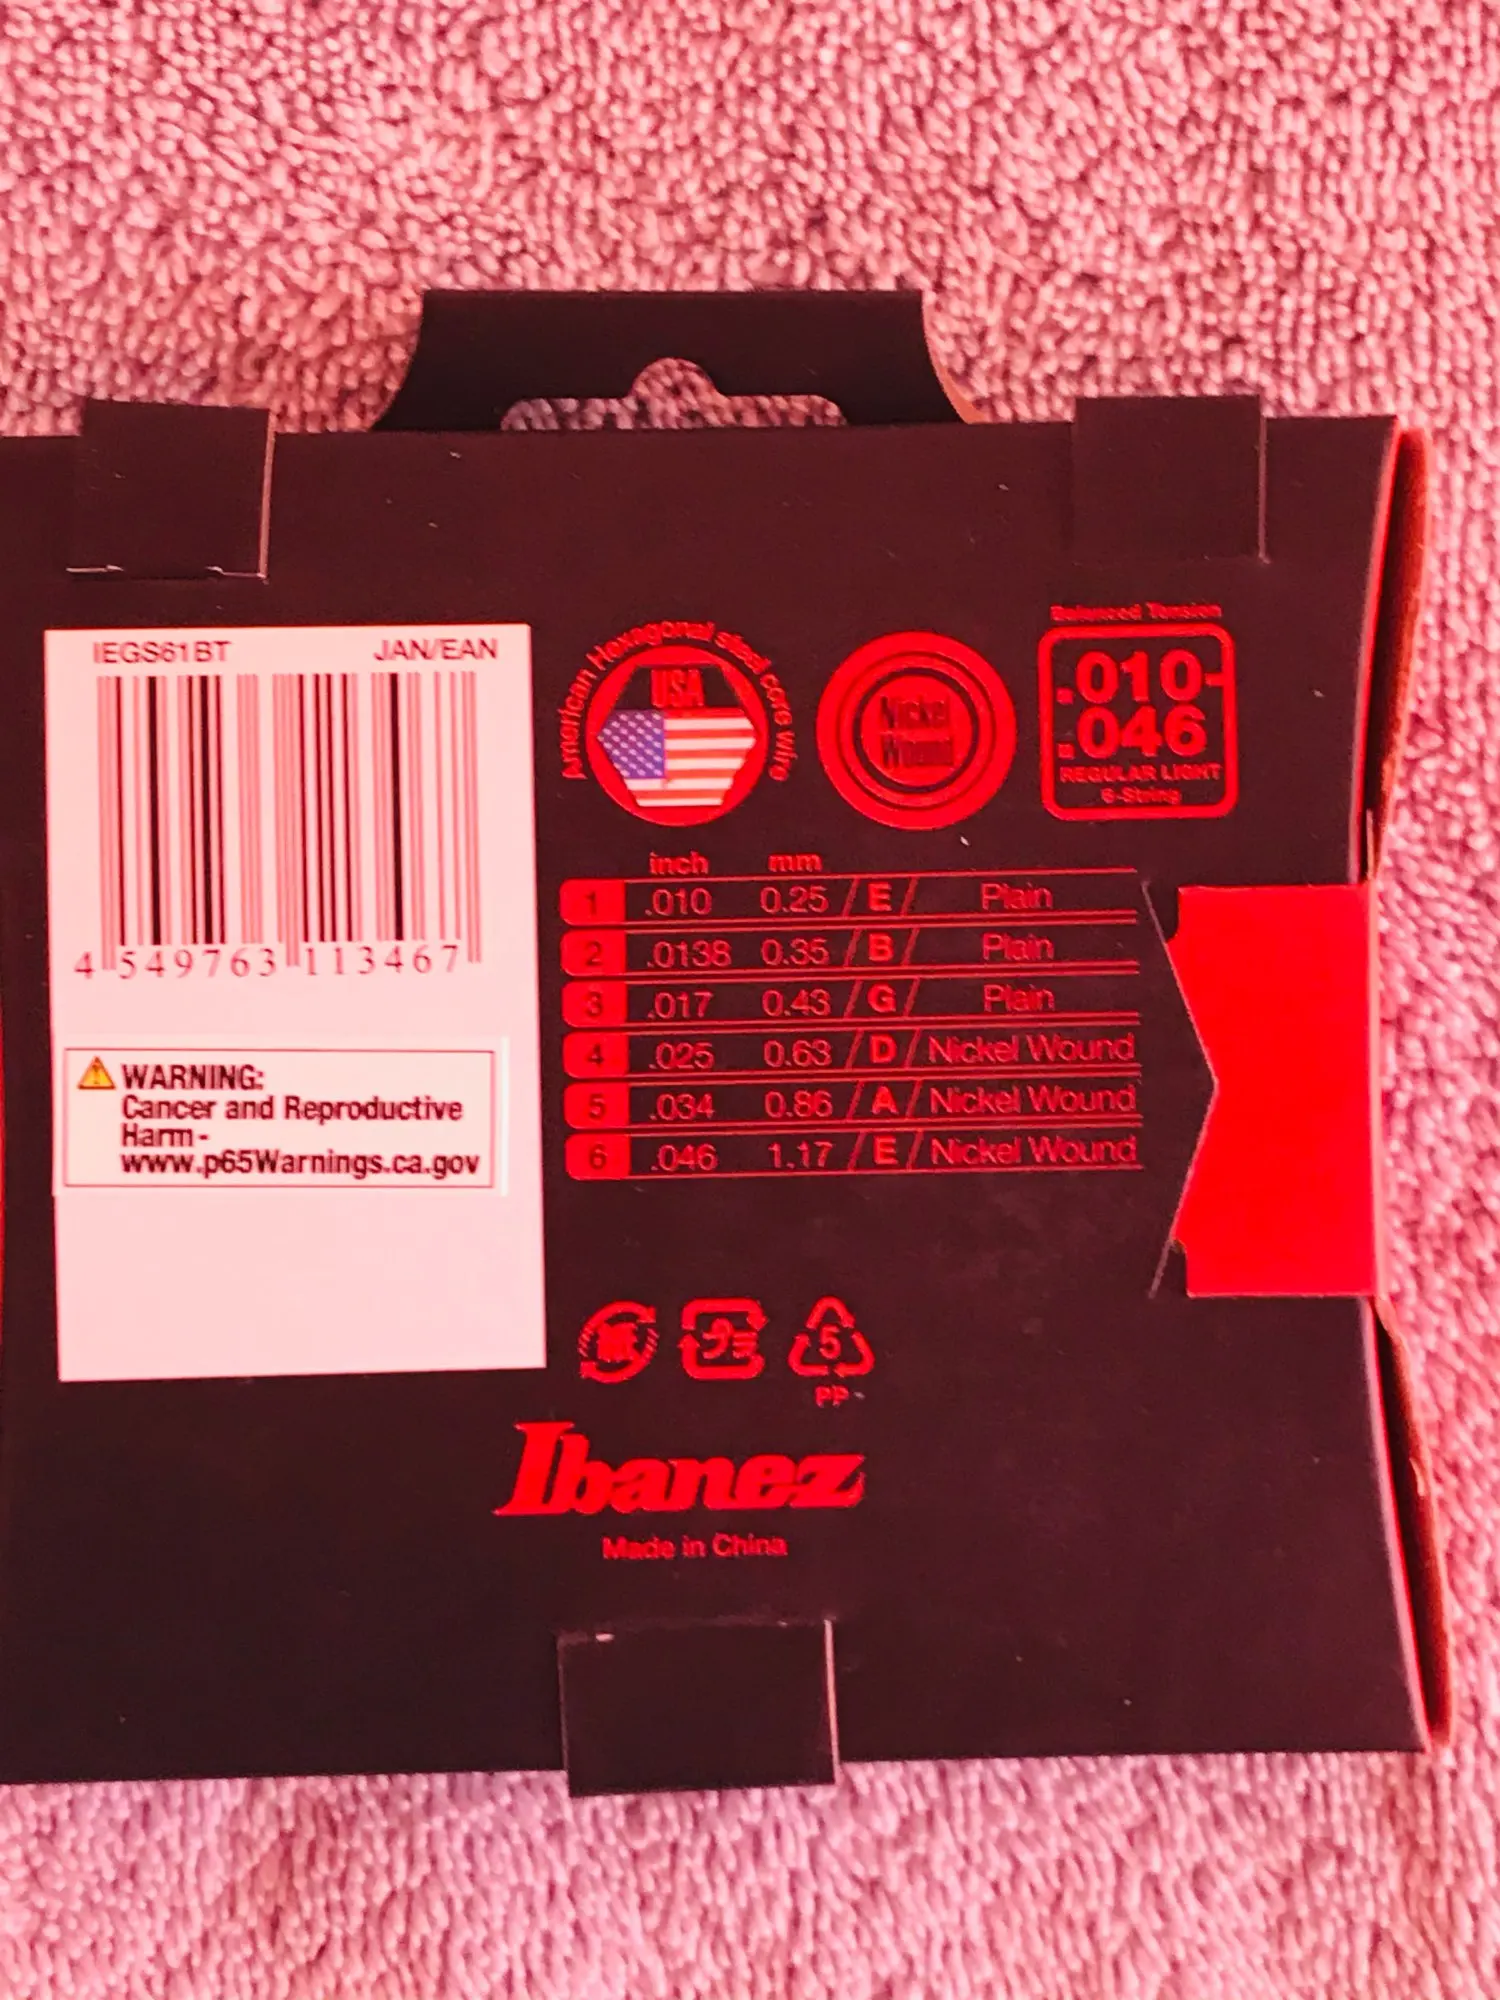 IEGS61BT JAN/EAN
4 549763 113467
WARNING:
Cancer and Reproductive
Harm -
www.p65Warnings.ca.gov
American Hexagonal steel core wire
USA
Nickel
Wound
Balanced Tension
.010-
.046
REGULAR LIGHT
6-String
inch mm
1 .010 0.25 / E / Plain
2 .0138 0.35 / B / Plain
3 .017 0.43 / G / Plain
4 .025 0.63 / D / Nickel Wound
5 .034 0.86 / A / Nickel Wound
6 .046 1.17 / E / Nickel Wound
紙 プラ 5
PP
Ibanez
Made in China